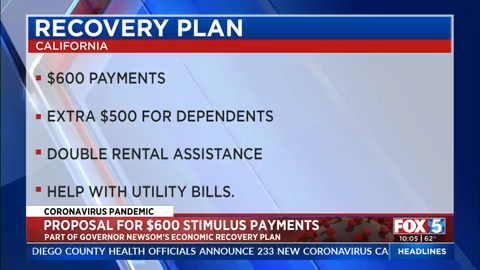 RECOVERY PLAN
CALIFORNIA
$600 PAYMENTS
EXTRA $500 FOR DEPENDENTS
DOUBLE RENTAL ASSISTANCE
HELP WITH UTILITY BILLS.
CORONAVIRUS PANDEMIC
PROPOSAL FOR $600 STIMULUS PAYMENTS
PART OF GOVERNOR NEWSOM'S ECONOMIC RECOVERY PLAN
FOX 5
10:05 62°
DIEGO COUNTY HEALTH OFFICIALS ANNOUNCE 233 NEW CORONAVIRUS CA
HEADLINES